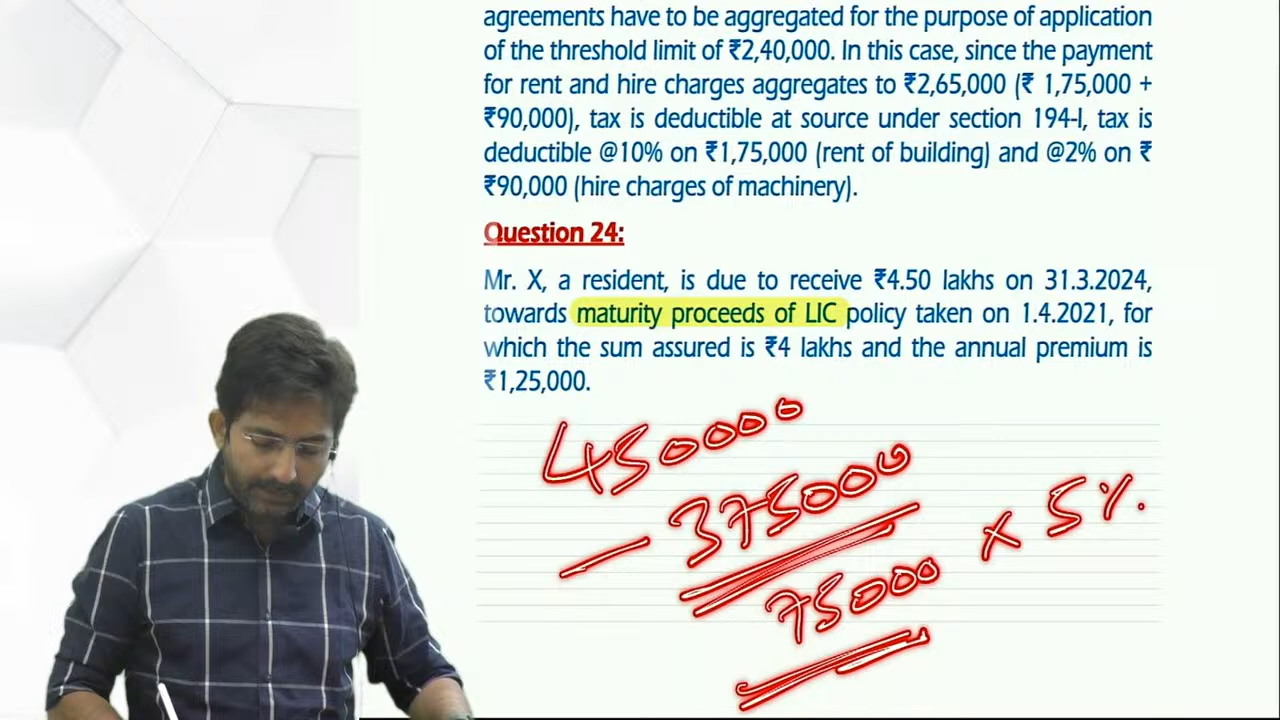 agreements have to be aggregated for the purpose of application
of the threshold limit of ₹2,40,000. In this case, since the payment
for rent and hire charges aggregates to ₹2,65,000 (₹ 1,75,000 +
₹90,000), tax is deductible at source under section 194-I, tax is
deductible @10% on ₹1,75,000 (rent of building) and @2% on ₹
₹90,000 (hire charges of machinery).
Question 24:
Mr. X, a resident, is due to receive ₹4.50 lakhs on 31.3.2024,
towards maturity proceeds of LIC policy taken on 1.4.2021, for
which the sum assured is ₹4 lakhs and the annual premium is
₹1,25,000.
450000
- 375000
75000 × 5%.